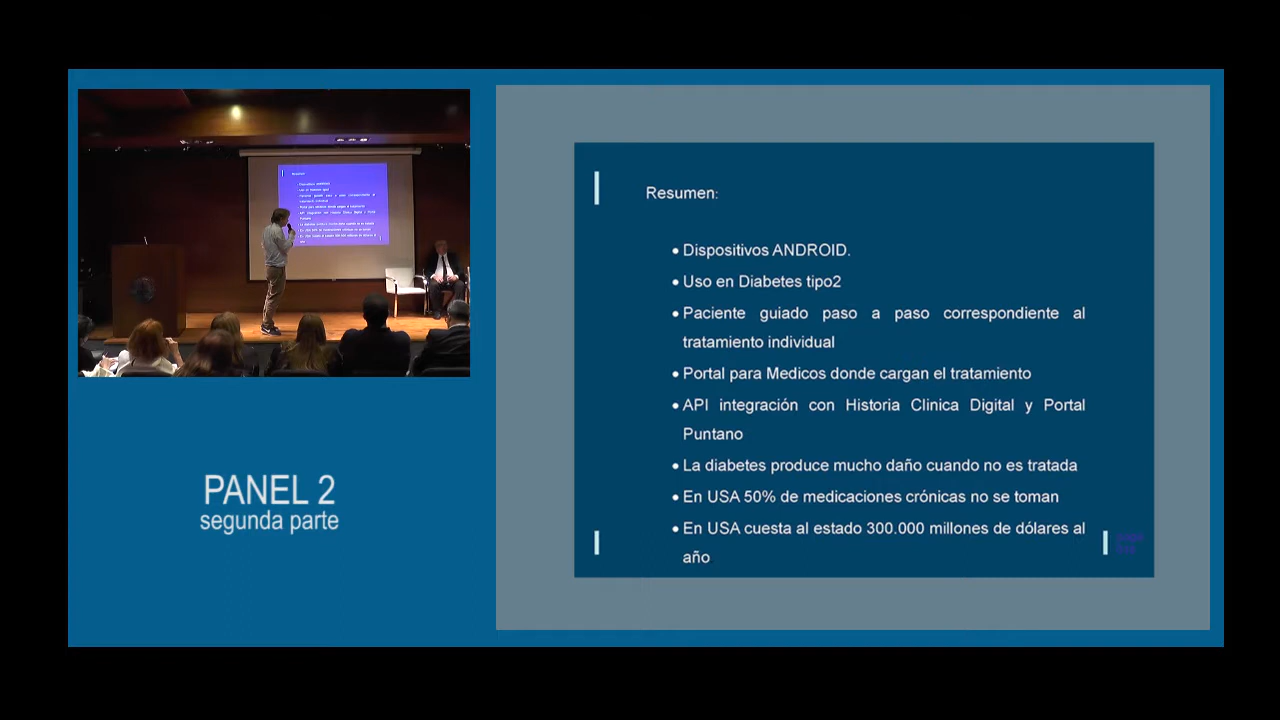 PANEL 2
segunda parte
Resumen:
• Dispositivos ANDROID.
• Uso en Diabetes tipo2
• Paciente guiado paso a paso correspondiente al
tratamiento individual
• Portal para Medicos donde cargan el tratamiento
• API integración con Historia Clinica Digital y Portal
Puntano
• La diabetes produce mucho daño cuando no es tratada
• En USA 50% de medicaciones crónicas no se toman
• En USA cuesta al estado 300.000 millones de dólares al
año